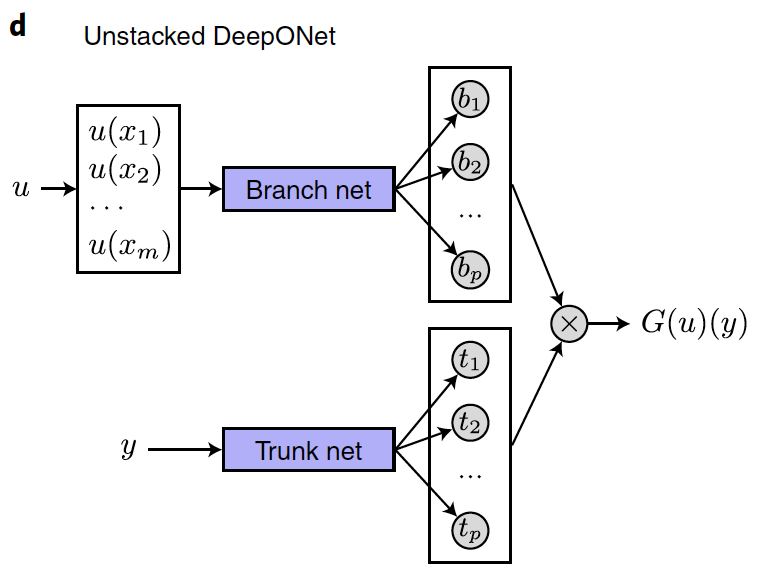 d
Unstacked DeepONet
u
u(x₁)
u(x₂)
...
u(xₘ)
Branch net
b₁
b₂
...
bₚ
×
G(u)(y)
y
Trunk net
t₁
t₂
...
tₚ